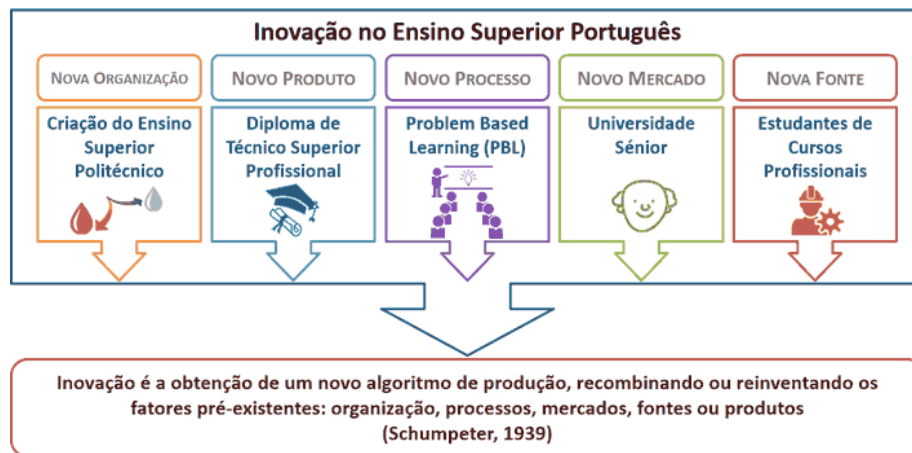 Inovação no Ensino Superior Português
NOVA ORGANIZAÇÃO
Criação do Ensino
Superior
Politécnico
NOVO PRODUTO
Diploma de
Técnico Superior
Profissional
NOVO PROCESSO
Problem Based
Learning (PBL)
NOVO MERCADO
Universidade
Sénior
NOVA FONTE
Estudantes de
Cursos
Profissionais
Inovação é a obtenção de um novo algoritmo de produção, recombinando ou reinventando os
fatores pré-existentes: organização, processos, mercados, fontes ou produtos
(Schumpeter, 1939)